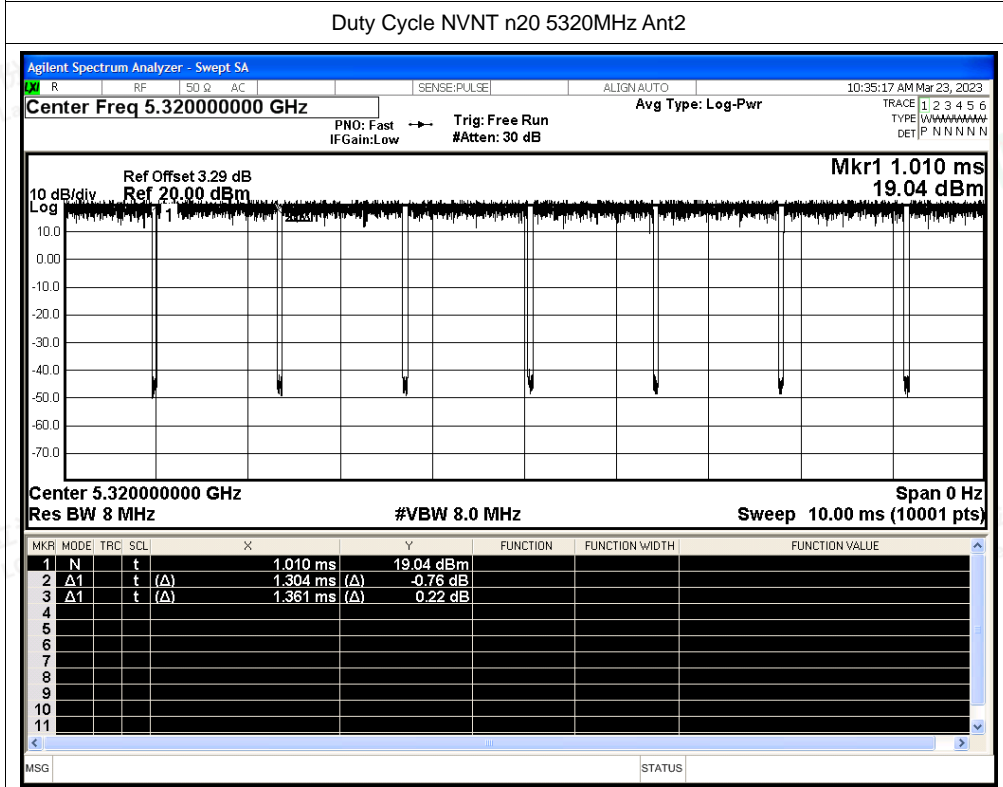 Duty Cycle NVNT n20 5320MHz Ant2
Agilent Spectrum Analyzer - Swept SA
LXI R RF 50 Ω AC SENSE:PULSE ALIGN AUTO 10:35:17 AM Mar 23, 2023
Center Freq 5.320000000 GHz Avg Type: Log-Pwr TRACE 1 2 3 4 5 6
PNO: Fast Trig: Free Run TYPE
IFGain:Low #Atten: 30 dB DET P N N N N N
Mkr1 1.010 ms
Ref Offset 3.29 dB
10 dB/div Ref 20.00 dBm 19.04 dBm
Log
1
10.0
0.00
-10.0
-20.0
-30.0
-40.0
-50.0
-60.0
-70.0
Center 5.320000000 GHz Span 0 Hz
Res BW 8 MHz #VBW 8.0 MHz Sweep 10.00 ms (10001 pts)
MKR MODE TRC SCL X Y FUNCTION FUNCTION WIDTH FUNCTION VALUE
1 N t 1.010 ms 19.04 dBm
2 Δ1 t (Δ) 1.304 ms (Δ) -0.76 dB
3 Δ1 t (Δ) 1.361 ms (Δ) 0.22 dB
4
5
6
7
8
9
10
11
MSG STATUS